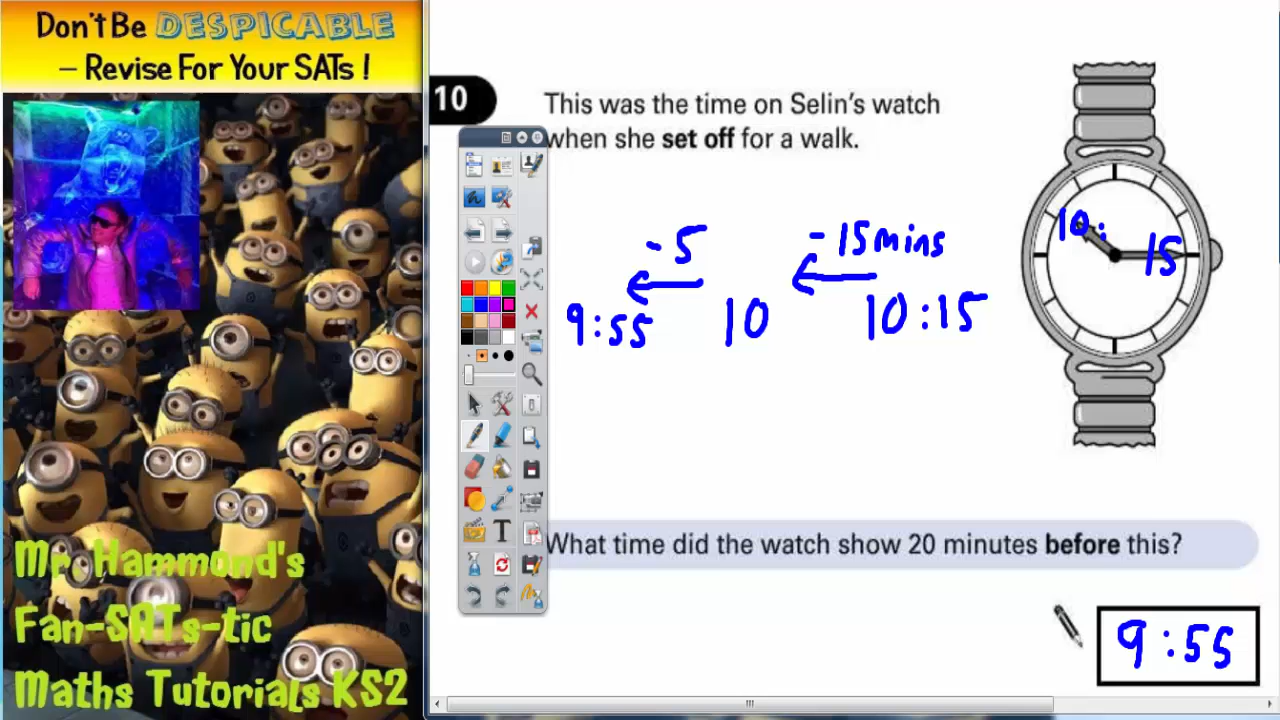 Don't Be DESPICABLE
– Revise For Your SATs !
10
This was the time on Selin's watch
when she set off for a walk.
-5
-15mins
9:55
10
10:15
10:
15
What time did the watch show 20 minutes before this?
9:55
Mr. Hammond's
Fan-SATs-tic
Maths Tutorials KS2